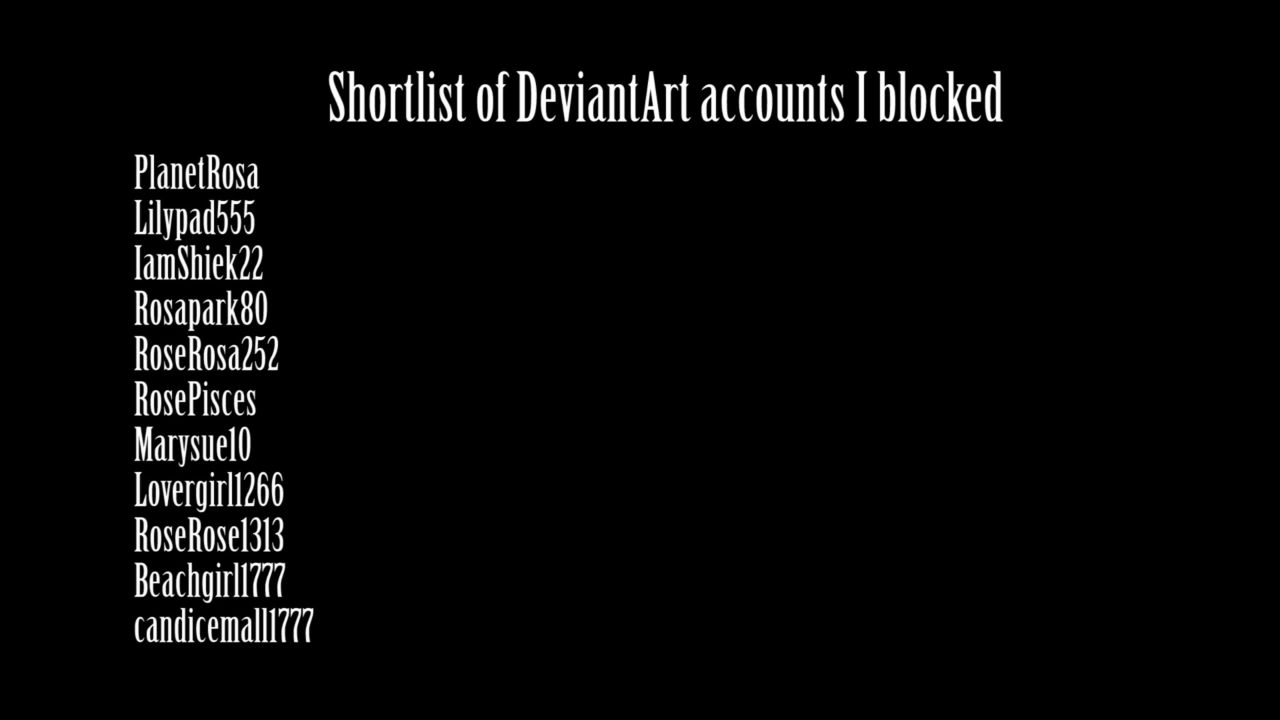 Shortlist of DeviantArt accounts I blocked
PlanetRosa
Lilypad555
IamShiek22
Rosapark80
RoseRosa252
RosePisces
Marysue10
Lovergirl1266
RoseRose1313
Beachgirl1777
candicemall1777